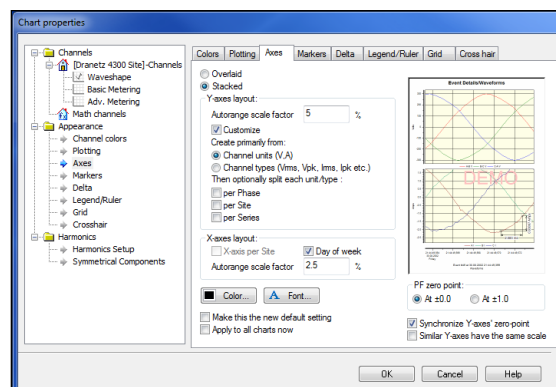 Chart properties
Channels
[Dranetz 4300 Site]-Channels
Waveshape
Basic Metering
Adv. Metering
Math channels
Appearance
Channel colors
Plotting
Axes
Markers
Delta
Legend/Ruler
Grid
Crosshair
Harmonics
Harmonics Setup
Symmetrical Components
Colors Plotting Axes Markers Delta Legend/Ruler Grid Cross hair
Overlaid
Stacked
Y-axes layout:
Autorange scale factor 5 %
Customize
Create primarily from:
Channel units (V,A)
Channel types (Vrms, Vpk, Irms, Ipk etc.)
Then optionally split each unit/type :
per Phase
per Site
per Series
X-axes layout:
X-axis per Site Day of week
Autorange scale factor 2.5 %
Color... A Font...
Make this the new default setting
Apply to all charts now
Event Details/Waveforms
DEMO
PF zero point:
At ±0.0 At ±1.0
Synchronize 'Y-axes' zero-point
Similar Y-axes have the same scale
OK Cancel Help